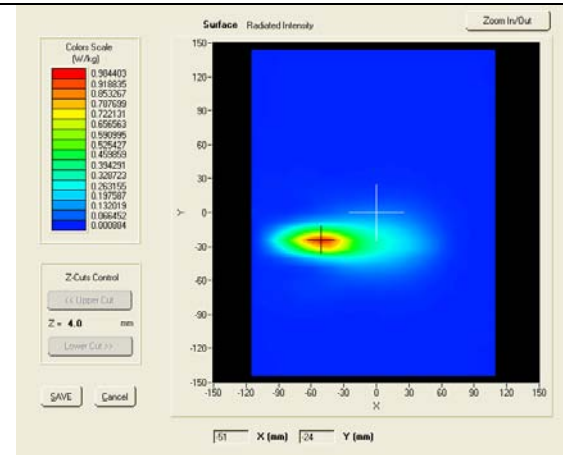 Surface Radiated Intensity
Zoom In/Out
Colors Scale
(W/kg)
0.984403
0.918835
0.853267
0.787699
0.722131
0.656563
0.590995
0.525427
0.459859
0.394291
0.328723
0.263155
0.197587
0.132019
0.066452
0.000884
150
120
90
60
30
0
-30
-60
-90
-120
-150
Y
-150 -120 -90 -60 -30 0 30 60 90 120 150
X
Z-Cuts Control
<< Upper Cut
Z = 4.0 mm
Lower Cut >>
SAVE Cancel
-51 X (mm) -24 Y (mm)